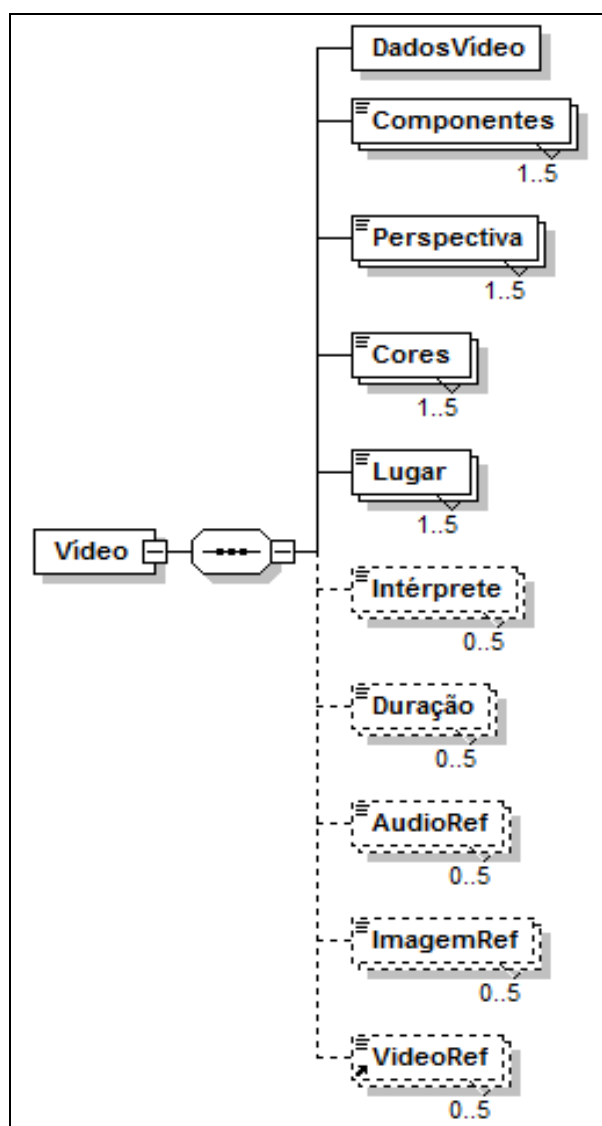 DadosVídeo
Componentes
1..5
Perspectiva
1..5
Cores
1..5
Lugar
1..5
Vídeo
Intérprete
0..5
Duração
0..5
AudioRef
0..5
ImagemRef
0..5
VideoRef
0..5